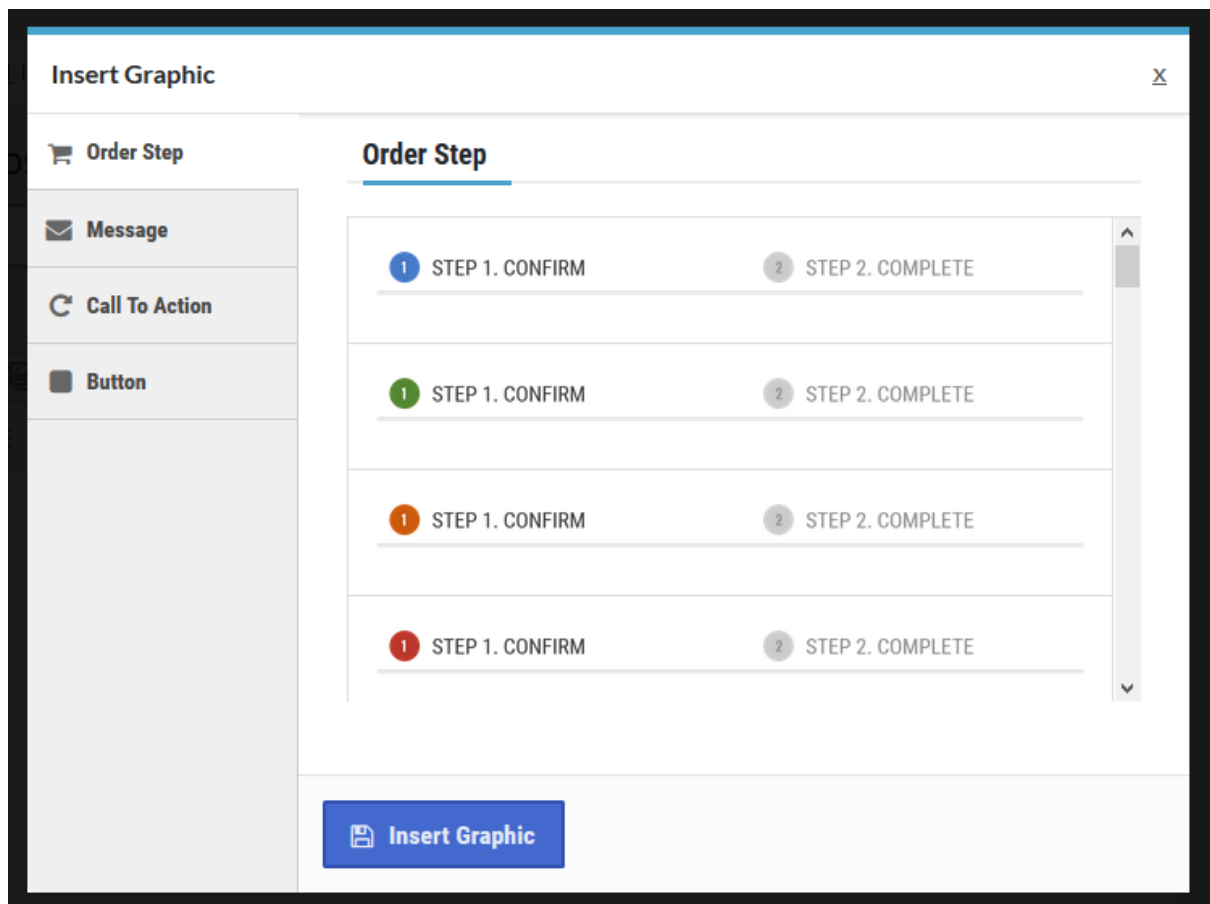 Insert Graphic
X
Order Step
Message
Call To Action
Button
Order Step
1 STEP 1. CONFIRM 2 STEP 2. COMPLETE
1 STEP 1. CONFIRM 2 STEP 2. COMPLETE
1 STEP 1. CONFIRM 2 STEP 2. COMPLETE
1 STEP 1. CONFIRM 2 STEP 2. COMPLETE
Insert Graphic